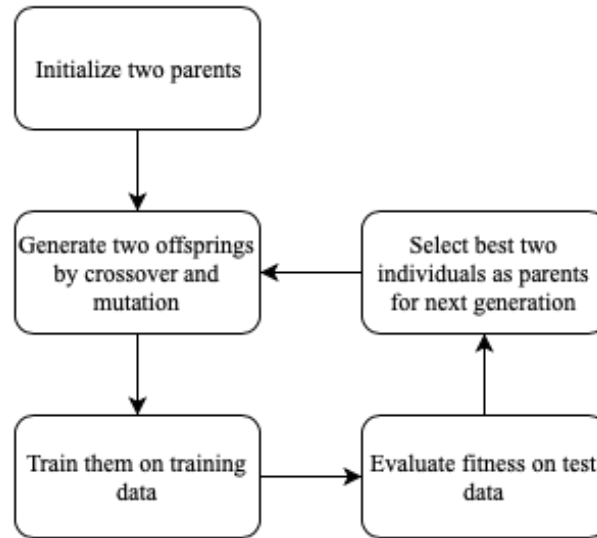 Initialize two parents
Generate two offsprings
by crossover and
mutation
Select best two
individuals as parents
for next generation
Train them on training
data
Evaluate fitness on test
data